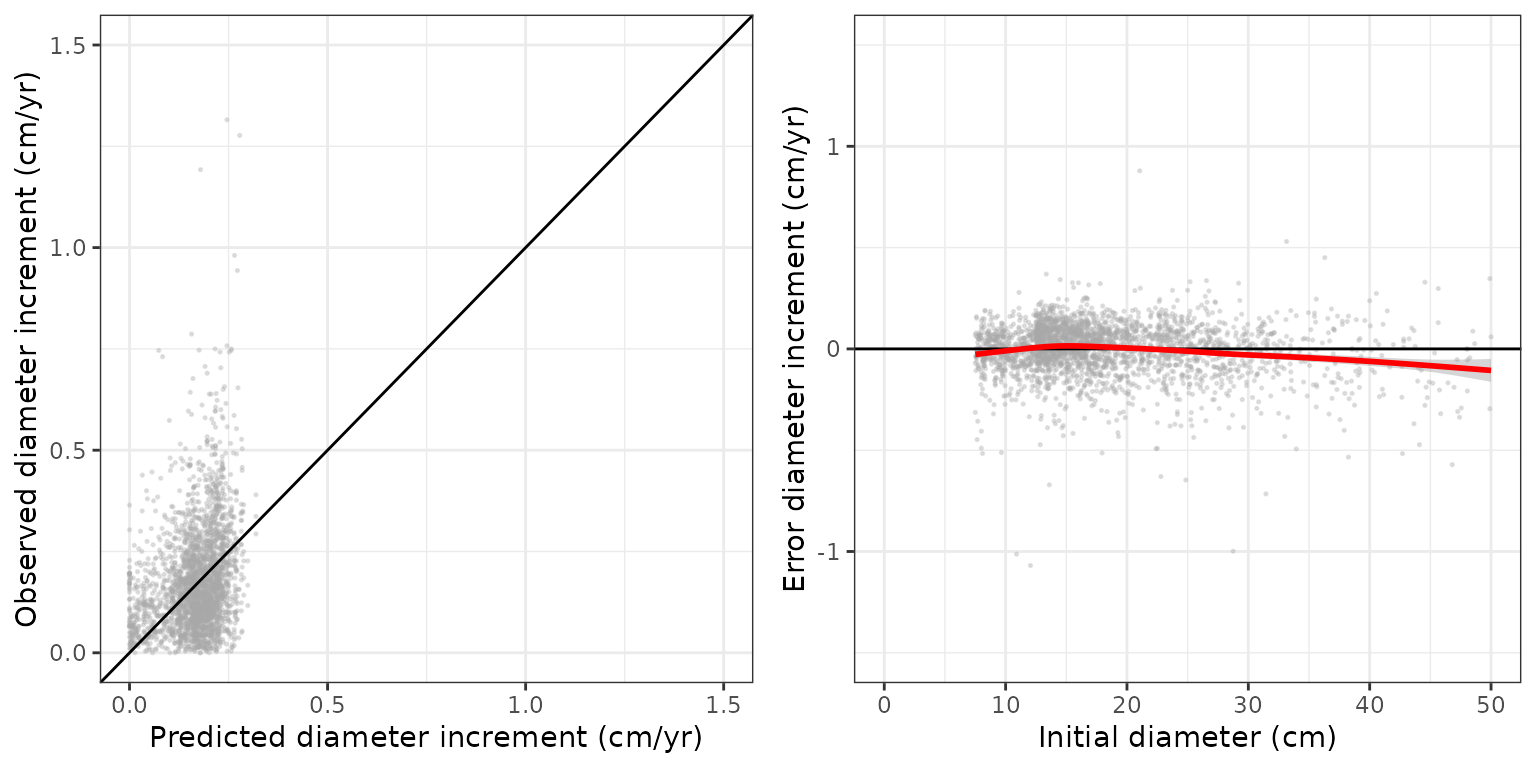 Observed diameter increment (cm/yr)
1.5
1.0
0.5
0.0
0.0 0.5 1.0 1.5
Predicted diameter increment (cm/yr)
Error diameter increment (cm/yr)
1
0
-1
0 10 20 30 40 50
Initial diameter (cm)